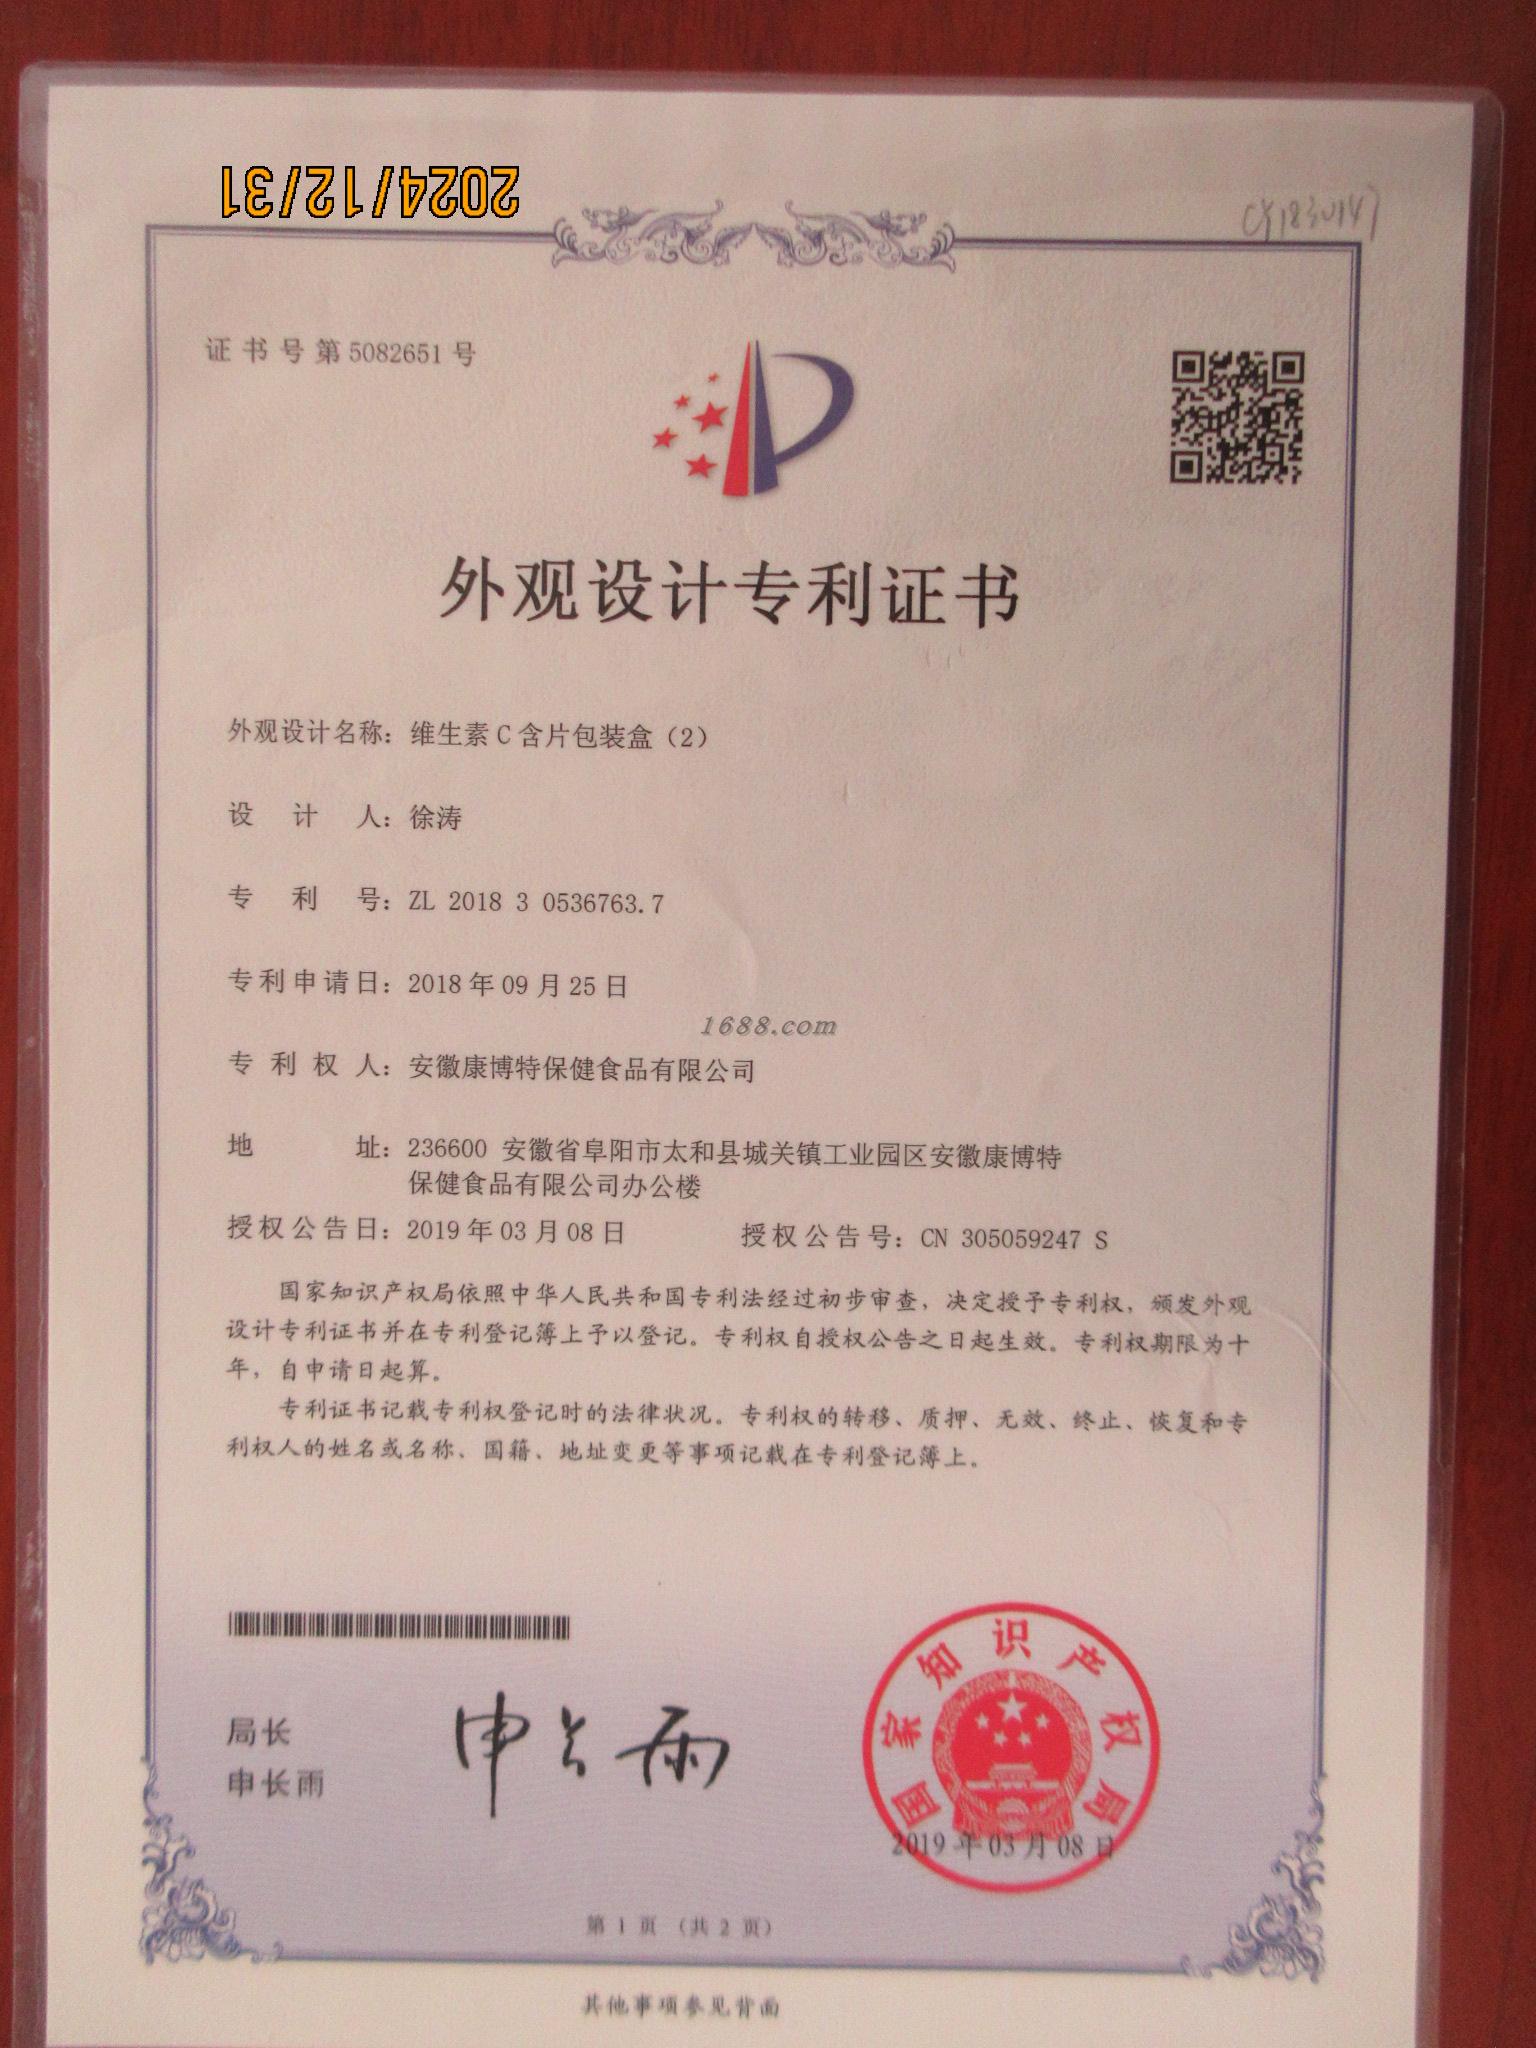 2024/12/31
证书号第5082651号
外观设计专利证书
外观设计名称：维生素C含片包装盒（2）
设计人：徐涛
专利号：ZL 2018 3 0536763.7
专利申请日：2018年09月25日
1688.com
专利权人：安徽康博特保健食品有限公司
地址：236600 安徽省阜阳市太和县城关镇工业园区安徽康博特
保健食品有限公司办公楼
授权公告日：2019年03月08日 授权公告号：CN 305059247 S
国家知识产权局依照中华人民共和国专利法经过初步审查，决定授予专利权，颁发外观
设计专利证书并在专利登记簿上予以登记。专利权自授权公告之日起生效。专利权期限为十
年，自申请日起算。
专利证书记载专利权登记时的法律状况。专利权的转移、质押、无效、终止、恢复和专
利权人的姓名或名称、国籍、地址变更等事项记载在专利登记簿上。
局长
申长雨
申长雨
国家知识产权局
2019年03月08日
第1页（共2页）
其他事项参见背面